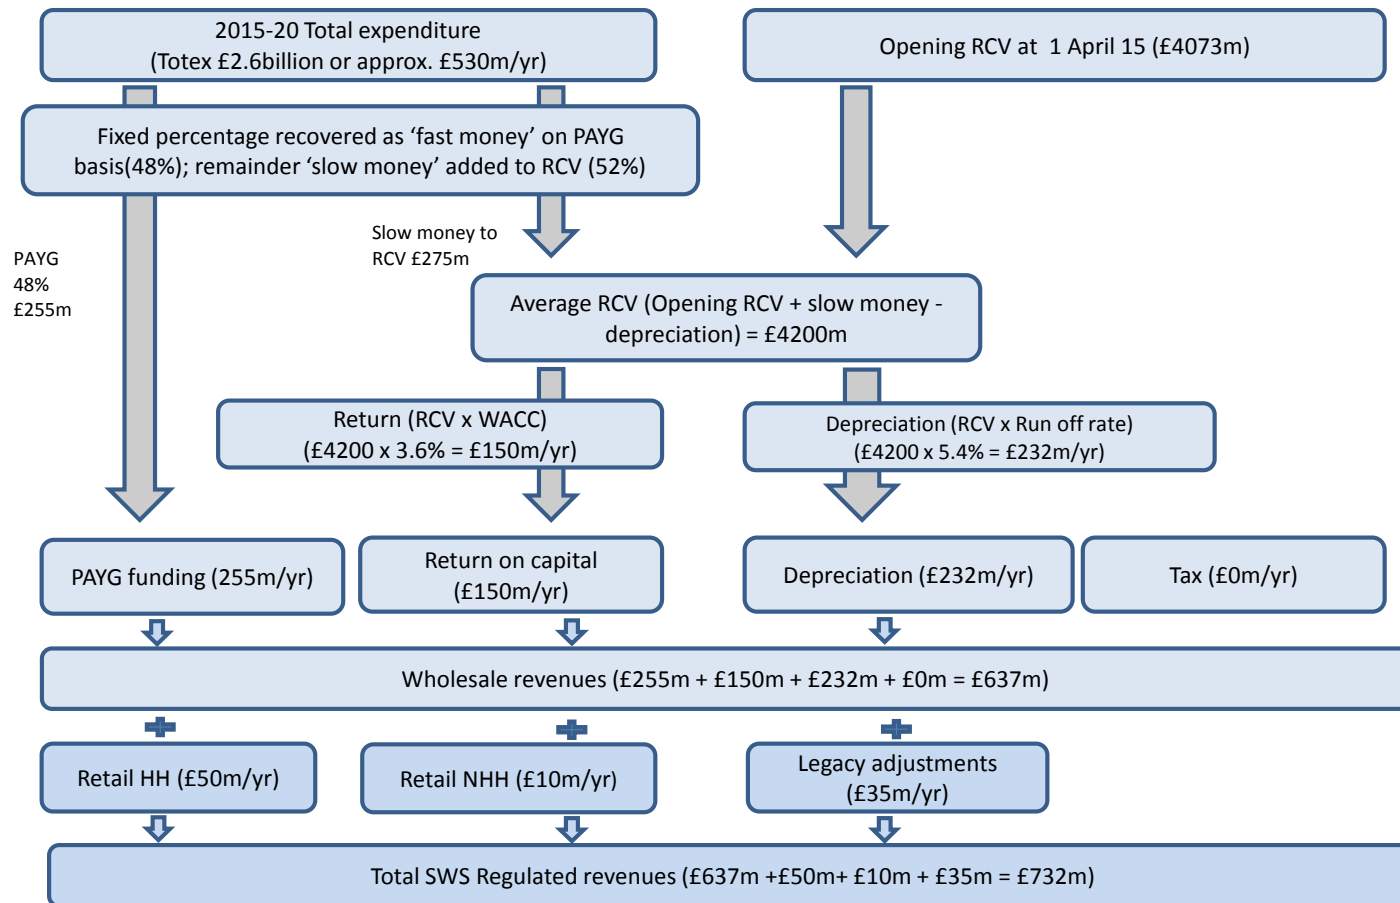 2015-20 Total expenditure
(Totex £2.6billion or approx. £530m/yr)
Opening RCV at 1 April 15 (£4073m)
Fixed percentage recovered as ‘fast money’ on PAYG
basis(48%); remainder ‘slow money’ added to RCV (52%)
PAYG
48%
£255m
Slow money to
RCV £275m
Average RCV (Opening RCV + slow money -
depreciation) = £4200m
Return (RCV x WACC)
(£4200 x 3.6% = £150m/yr)
Depreciation (RCV x Run off rate)
(£4200 x 5.4% = £232m/yr)
PAYG funding (255m/yr)
Return on capital
(£150m/yr)
Depreciation (£232m/yr)
Tax (£0m/yr)
Wholesale revenues (£255m + £150m + £232m + £0m = £637m)
Retail HH (£50m/yr)
Retail NHH (£10m/yr)
Legacy adjustments
(£35m/yr)
Total SWS Regulated revenues (£637m +£50m+ £10m + £35m = £732m)